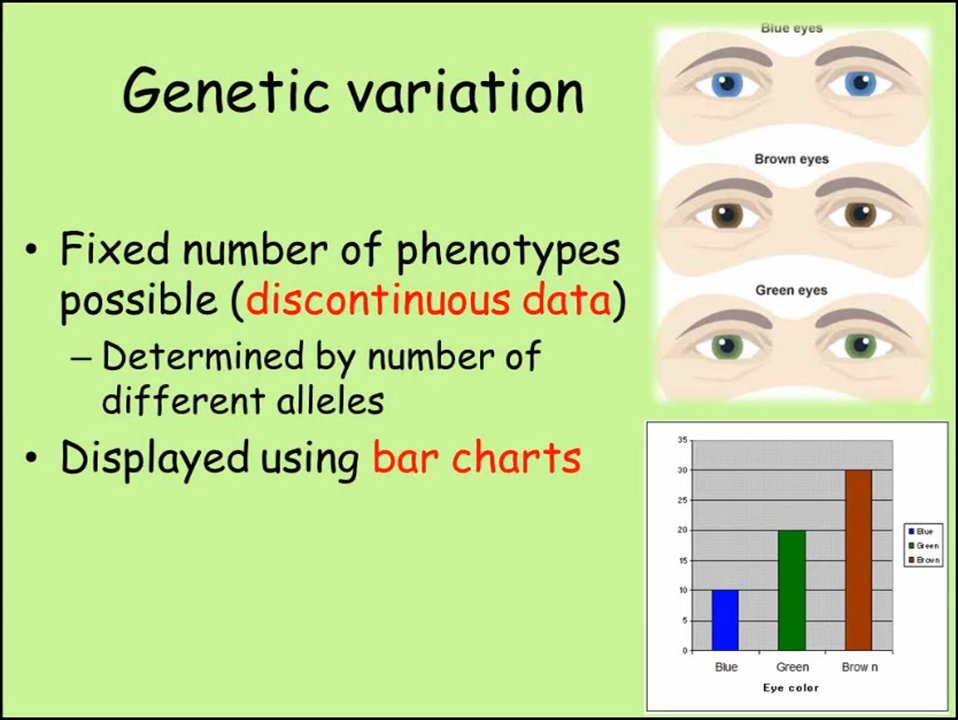 Genetic variation
• Fixed number of phenotypes
possible (discontinuous data)
– Determined by number of
different alleles
• Displayed using bar charts
Blue eyes
Brown eyes
Green eyes
35
30
25
20
15
10
5
0
Blue Green Brow n
Eye color
Blue
Green
Brown